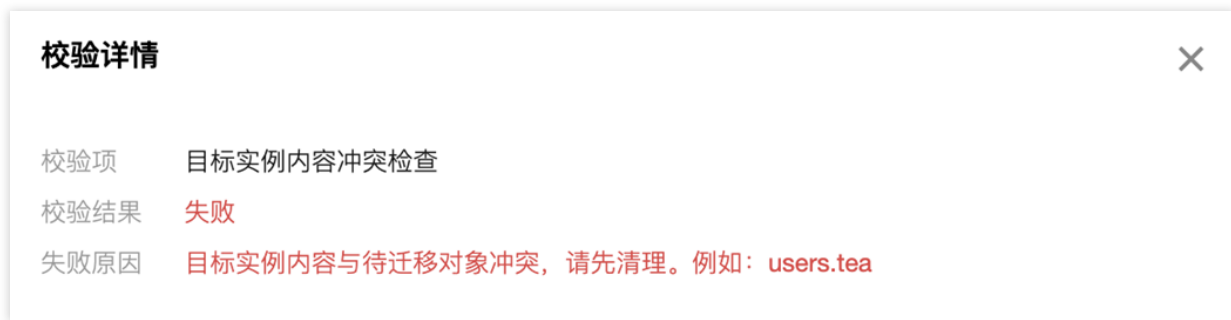 校验详情
校验项 目标实例内容冲突检查
校验结果 失败
失败原因 目标实例内容与待迁移对象冲突，请先清理。例如：users.tea